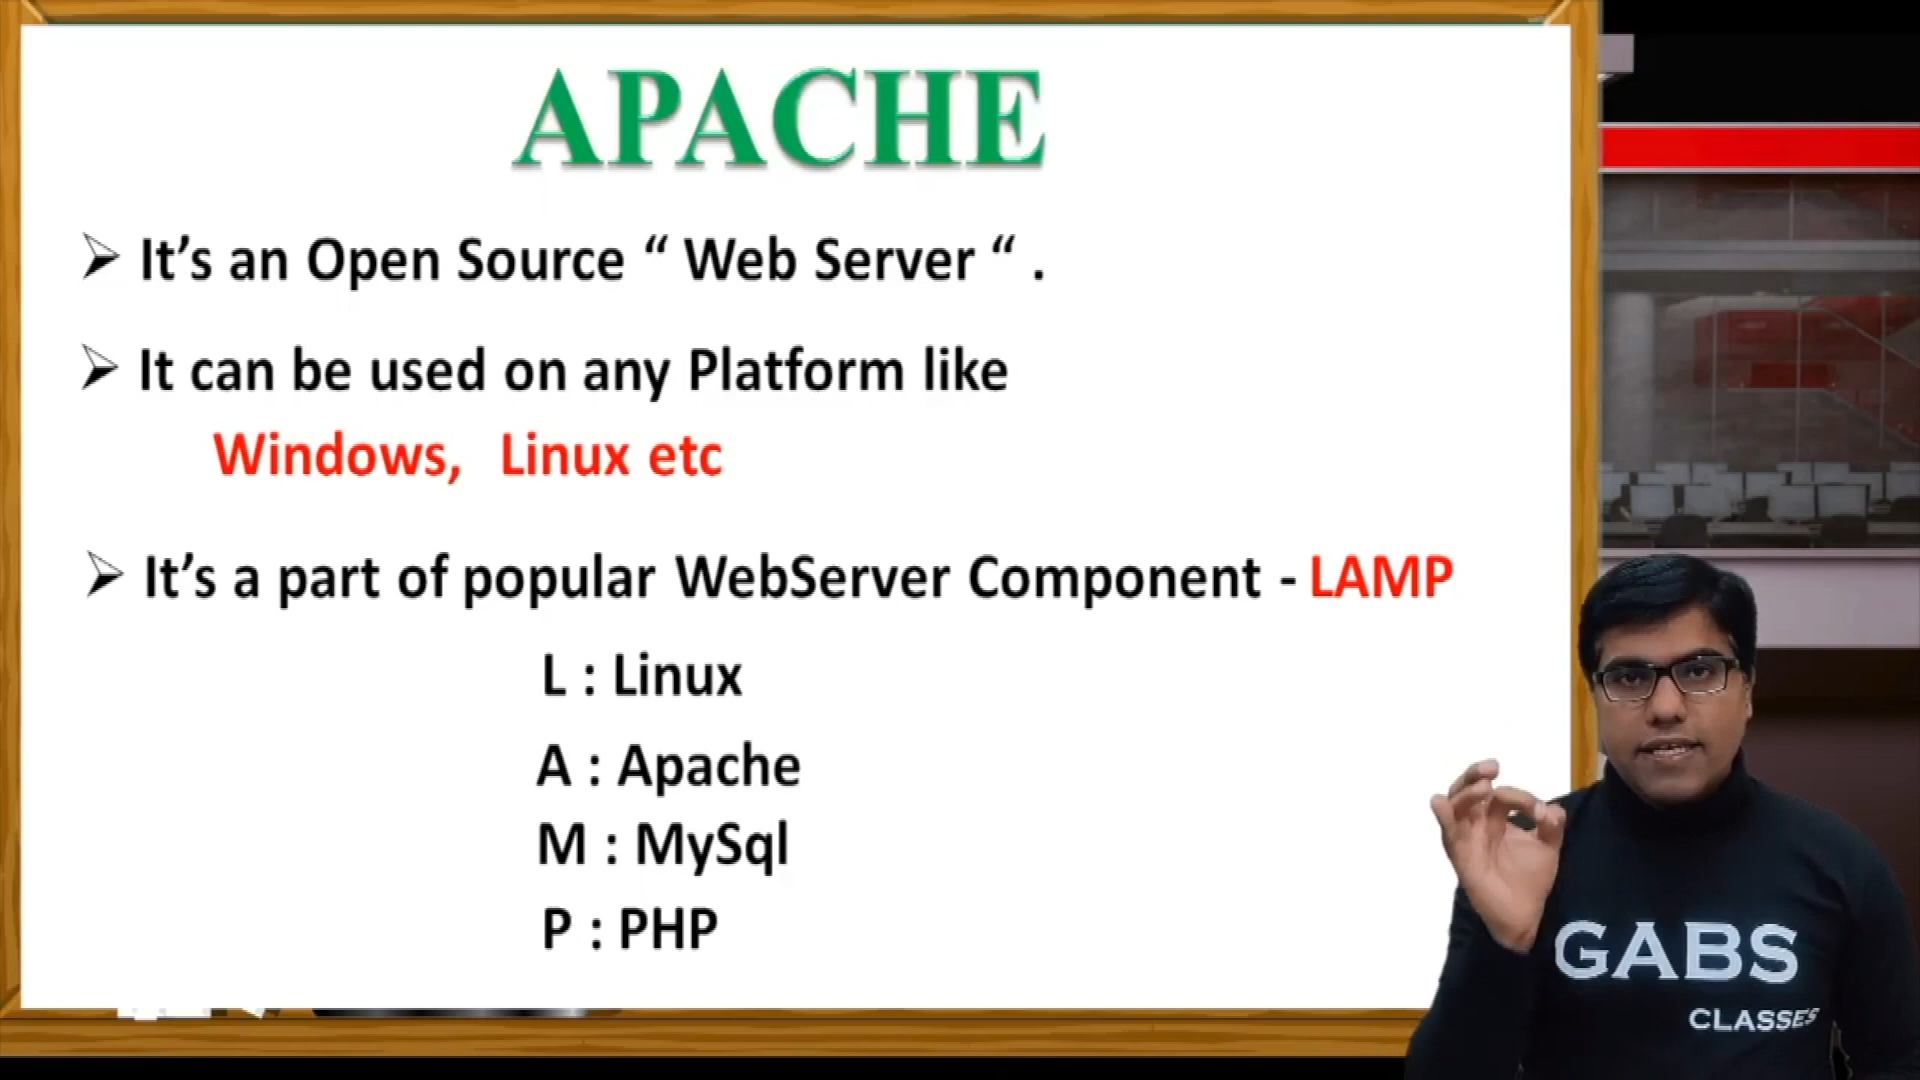 APACHE
It’s an Open Source “ Web Server “ .
It can be used on any Platform like
Windows, Linux etc
It’s a part of popular WebServer Component - LAMP
L : Linux
A : Apache
M : MySql
P : PHP
GABS
CLASSES